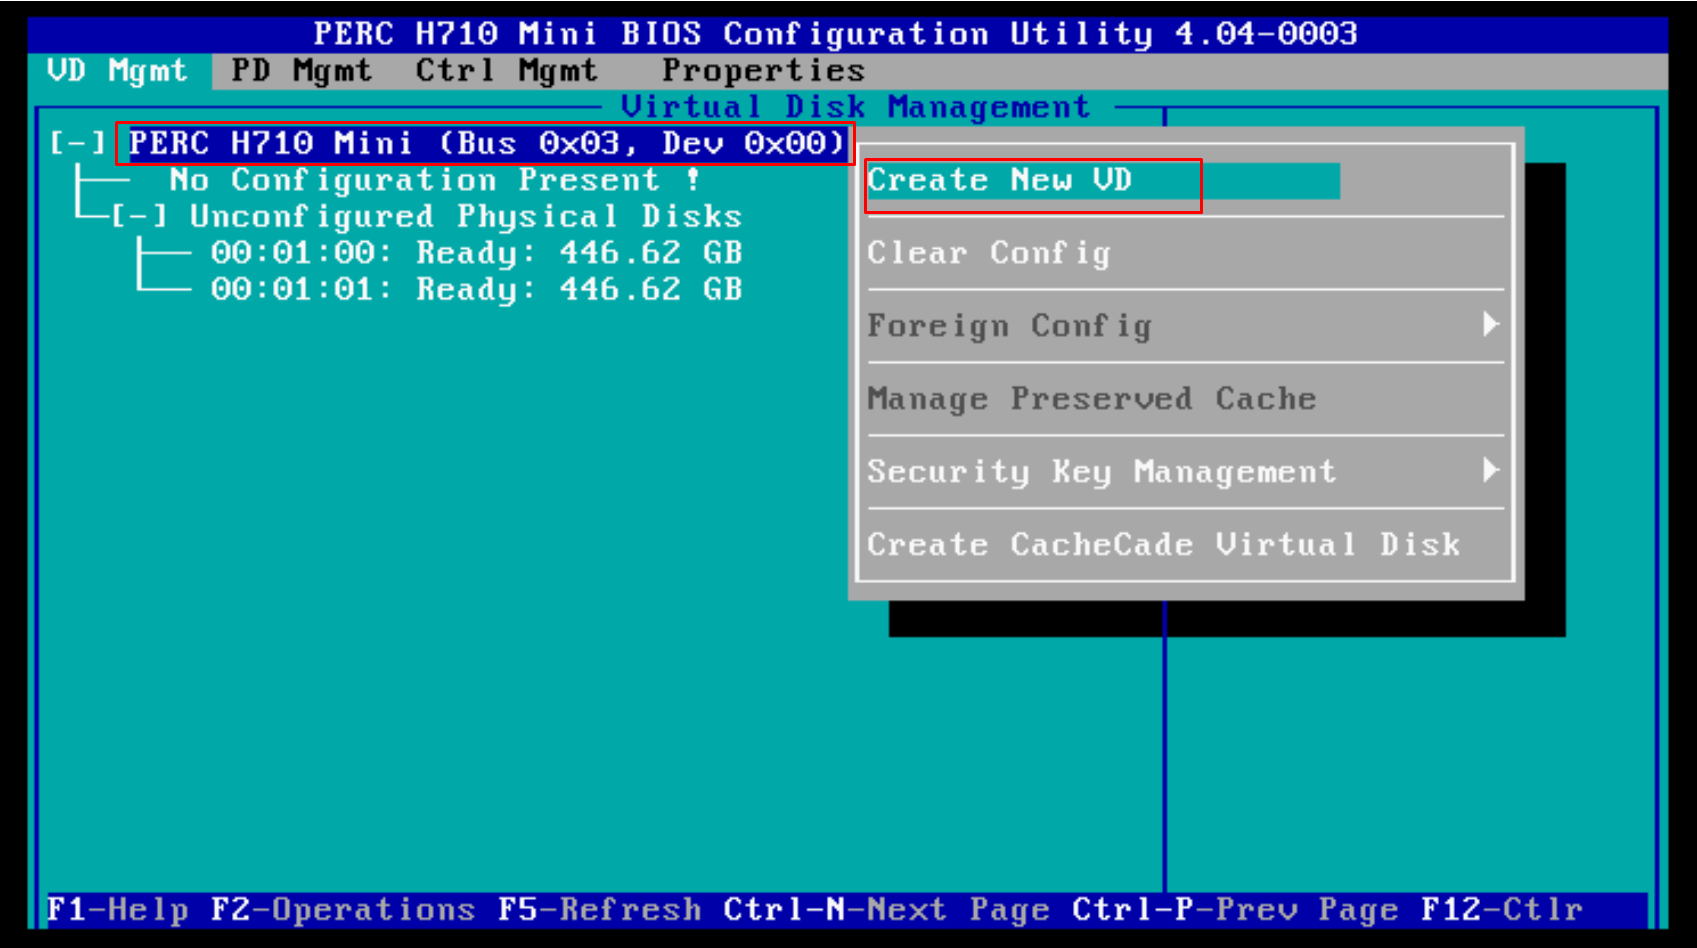 PERC H710 Mini BIOS Configuration Utility 4.04-0003
VD Mgmt PD Mgmt Ctrl Mgmt Properties
Virtual Disk Management
[-] PERC H710 Mini (Bus 0x03, Dev 0x00)
No Configuration Present !
[-] Unconfigured Physical Disks
00:01:00: Ready: 446.62 GB
00:01:01: Ready: 446.62 GB
Create New VD
Clear Config
Foreign Config
Manage Preserved Cache
Security Key Management
Create CacheCade Virtual Disk
F1-Help F2-Operations F5-Refresh Ctrl-N-Next Page Ctrl-P-Prev Page F12-Ctlr